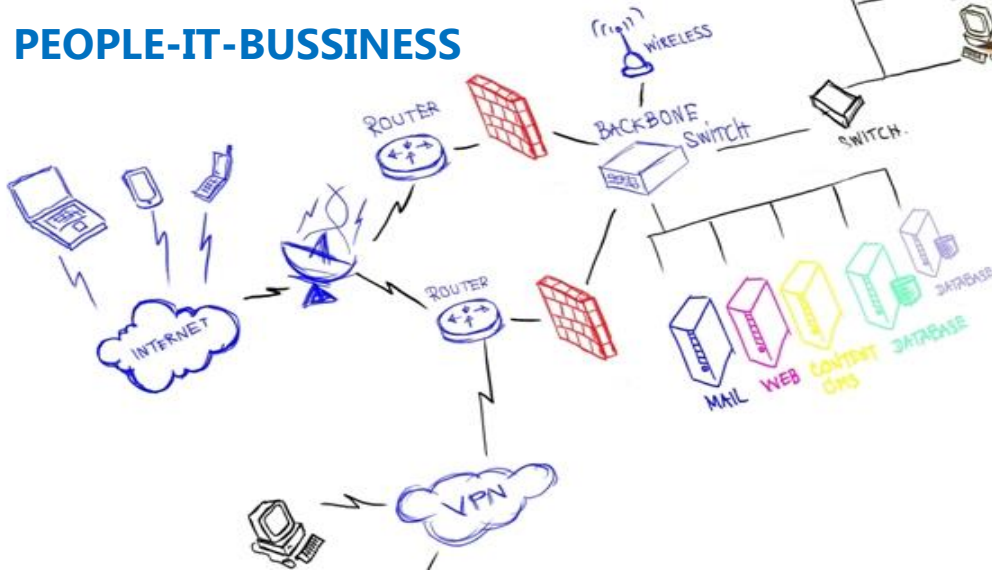 PEOPLE-IT-BUSSINESS
WIRELESS
ROUTER
BACKBONE
SWITCH
SWITCH.
ROUTER
INTERNET
DATABASE
DATABASE
CONTENT
CMS
WEB
MAIL
VPN